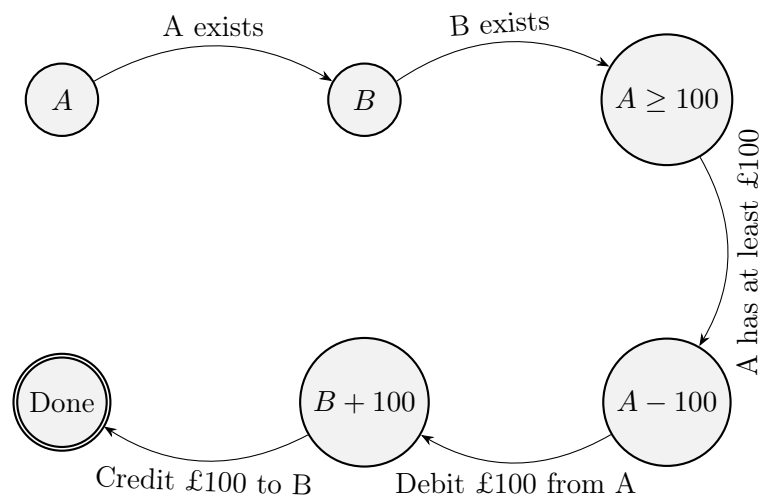 A exists
B exists
A
B
A ≥ 100
A has at least £100
Done
B + 100
A − 100
Credit £100 to B
Debit £100 from A